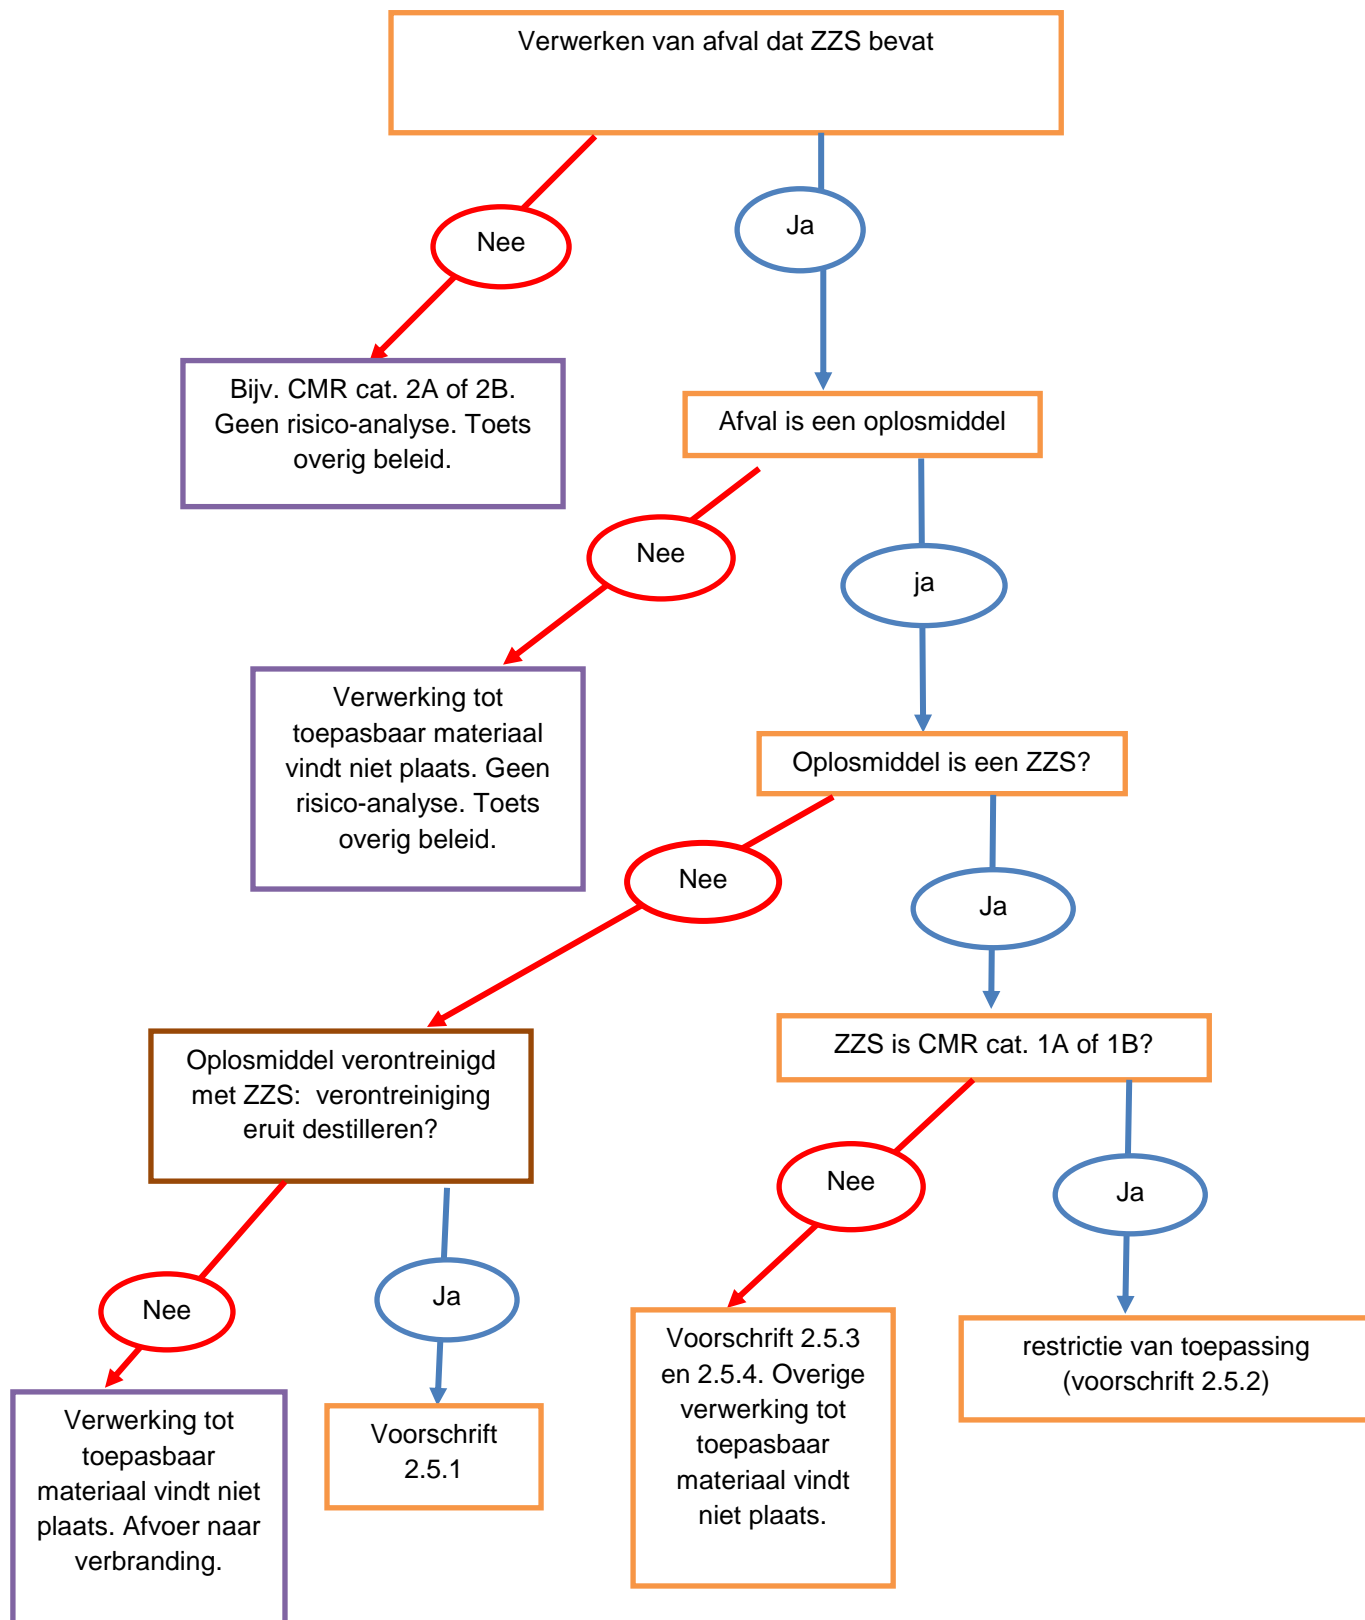 Verwerken van afval dat ZZS bevat
Nee
Ja
Bijv. CMR cat. 2A of 2B.
Geen risico-analyse. Toets
overig beleid.
Afval is een oplosmiddel
Nee
ja
Verwerking tot
toepasbaar materiaal
vindt niet plaats. Geen
risico-analyse. Toets
overig beleid.
Oplosmiddel is een ZZS?
Nee
Ja
Oplosmiddel verontreinigd
met ZZS:  verontreiniging
eruit destilleren?
ZZS is CMR cat. 1A of 1B?
Nee
Ja
Nee
Ja
Verwerking tot
toepasbaar
materiaal vindt niet
plaats. Afvoer naar
verbranding.
Voorschrift
2.5.1
Voorschrift 2.5.3
en 2.5.4. Overige
verwerking tot
toepasbaar
materiaal vindt
niet plaats.
restrictie van toepassing
(voorschrift 2.5.2)